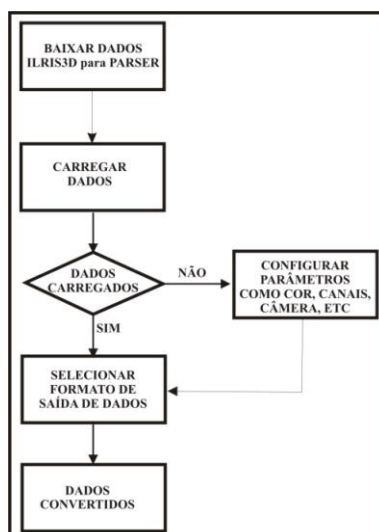 BAIXAR DADOS
ILRIS3D para PARSER
CARREGAR
DADOS
DADOS
CARREGADOS
NÃO
CONFIGURAR
PARÂMETROS
COMO COR, CANAIS,
CÂMERA, ETC
SIM
SELECIONAR
FORMATO DE
SAÍDA DE DADOS
DADOS
CONVERTIDOS